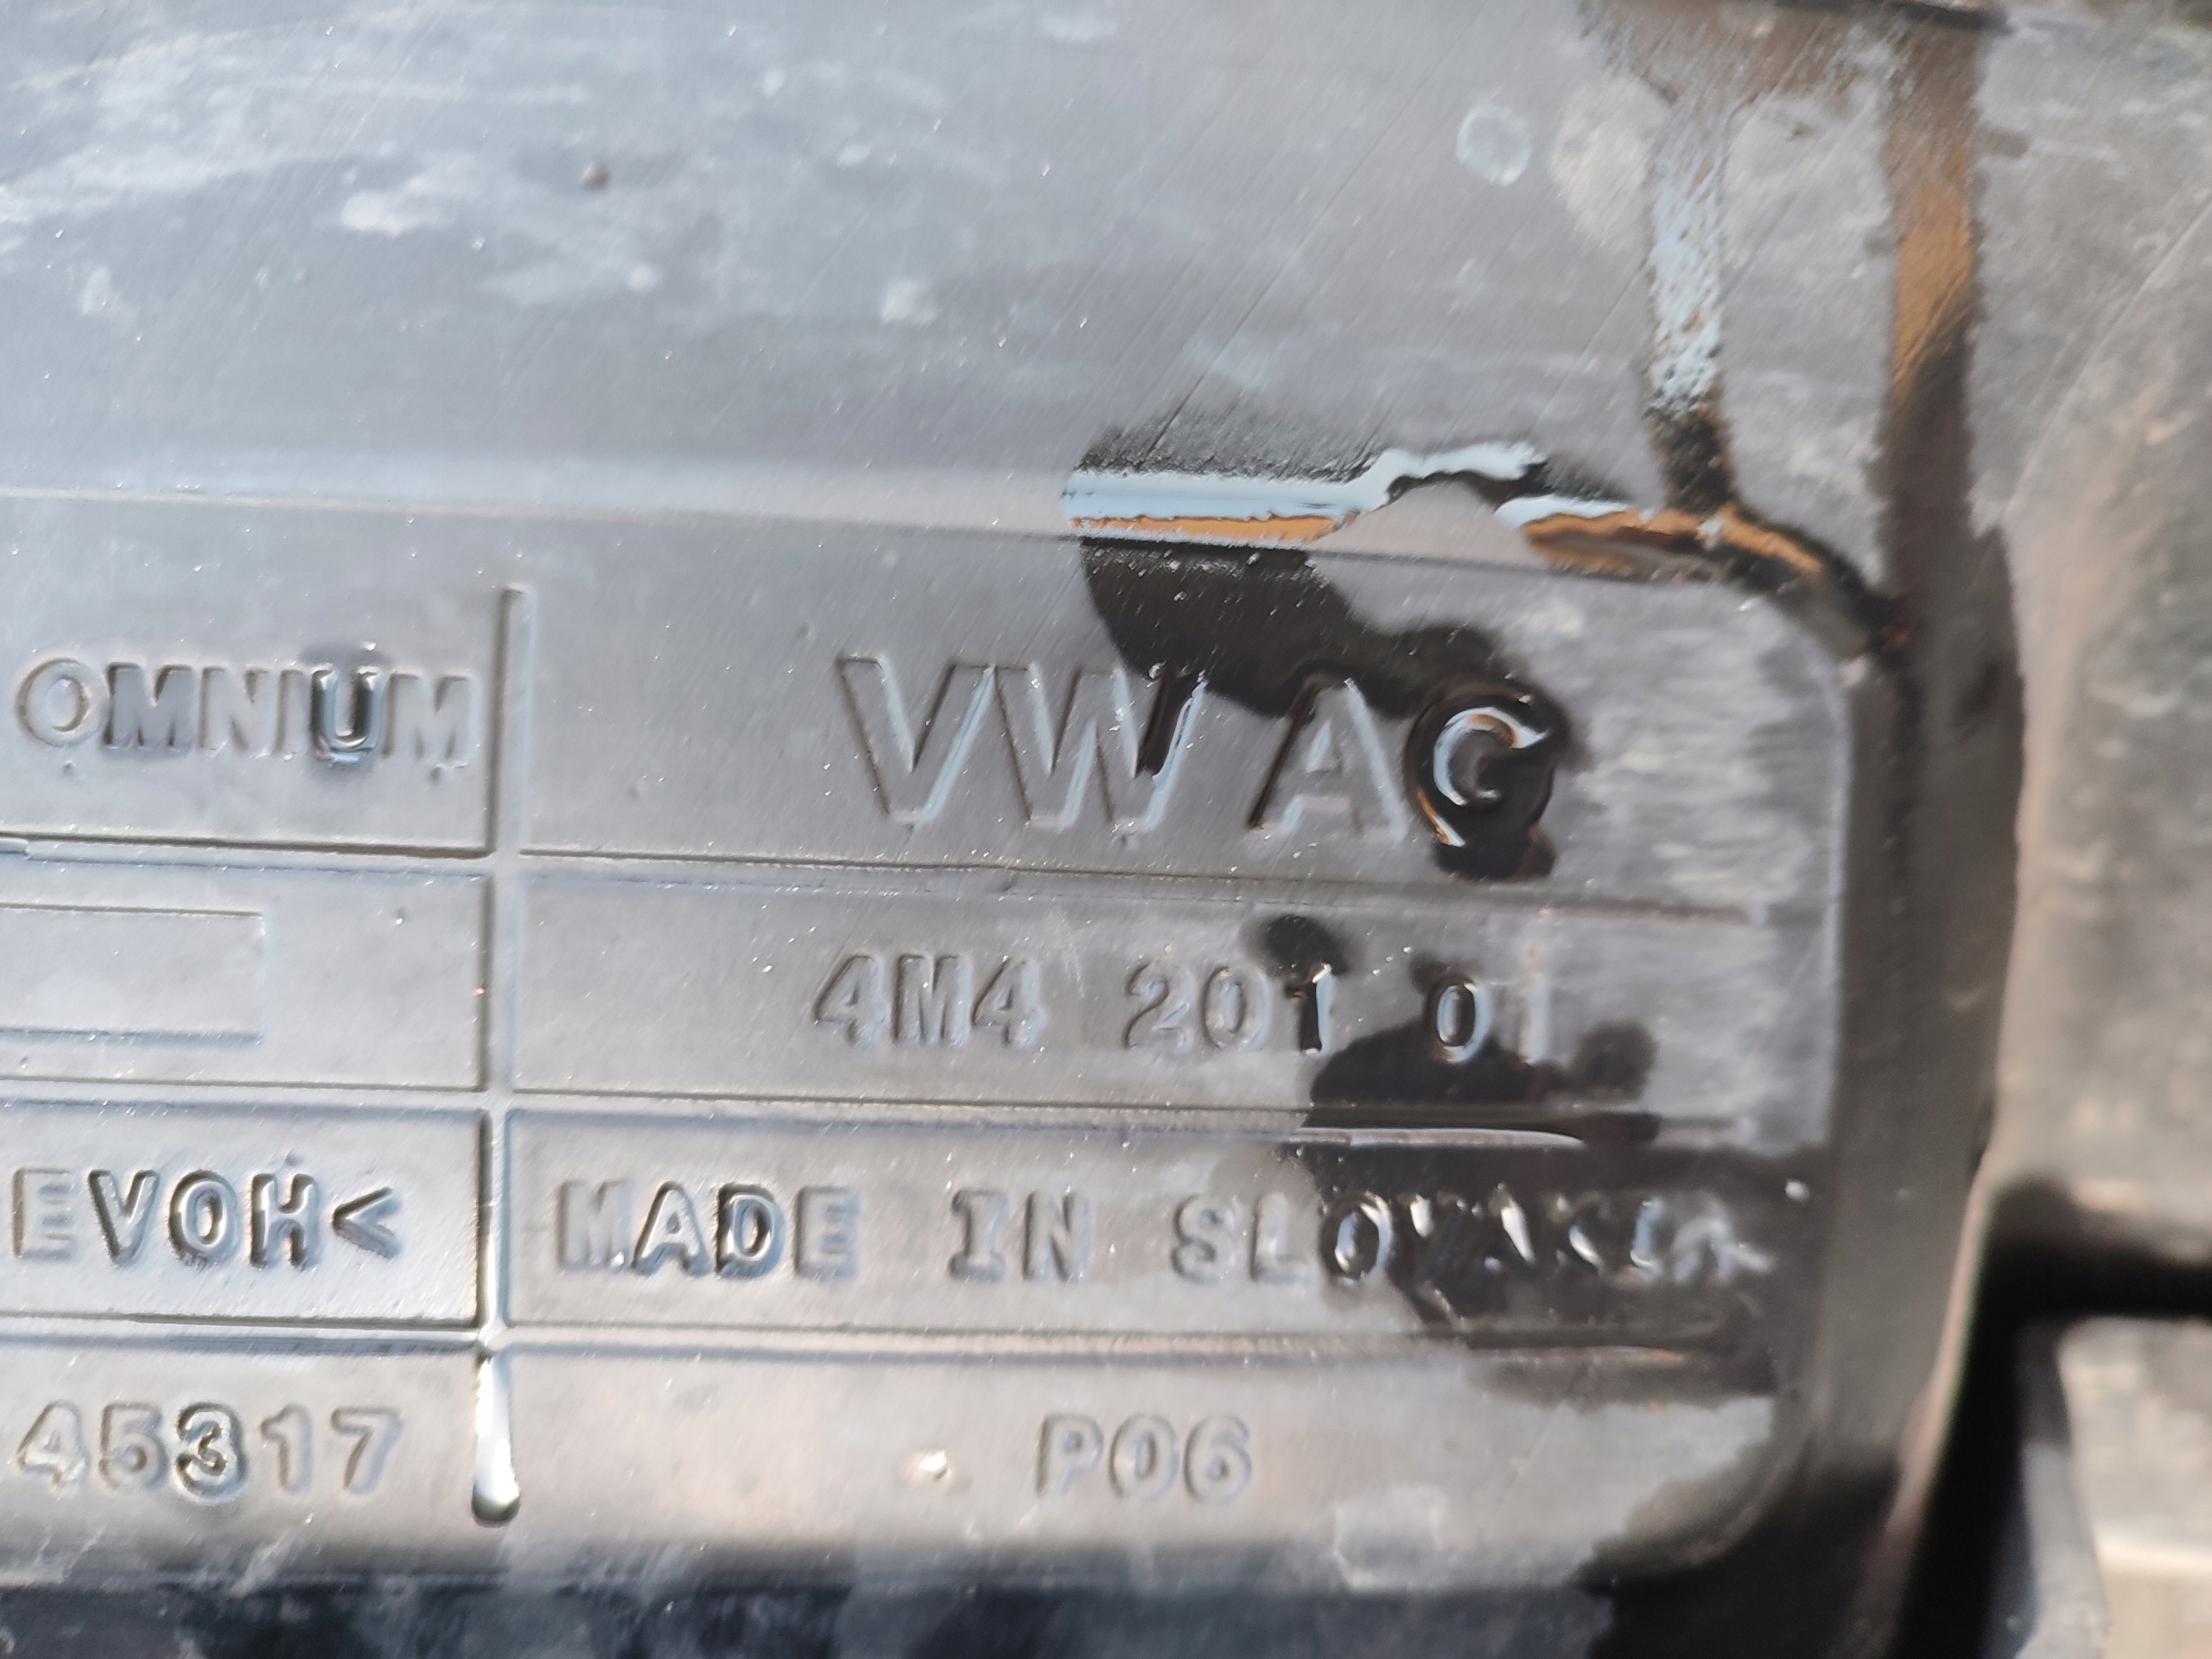 OMNIUM VW AG
4M4 201 01
EVOH< MADE IN SLOVAKIA
45317 P06